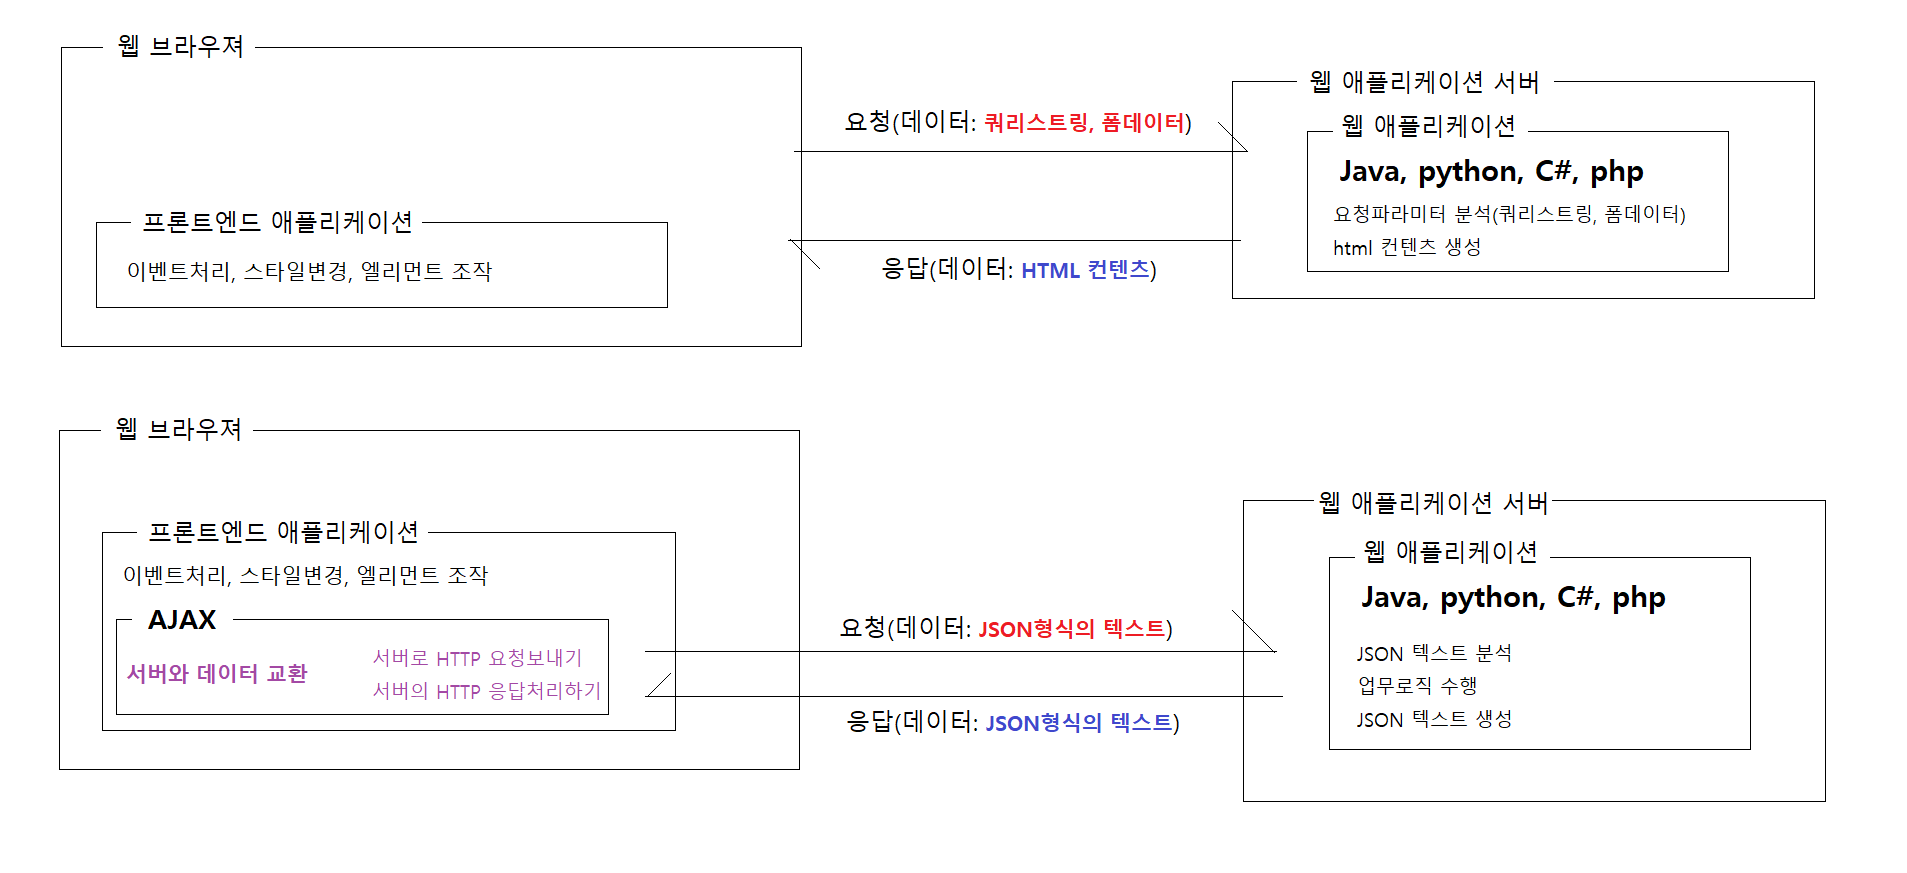 웹 브라우져
프론트엔드 애플리케이션
이벤트처리, 스타일변경, 엘리먼트 조작
요청(데이터: 쿼리스트링, 폼데이터)
응답(데이터: HTML 컨텐츠)
웹 애플리케이션 서버
웹 애플리케이션
Java, python, C#, php
요청파라미터 분석(쿼리스트링, 폼데이터)
html 컨텐츠 생성
웹 브라우져
프론트엔드 애플리케이션
이벤트처리, 스타일변경, 엘리먼트 조작
AJAX
서버와 데이터 교환
서버로 HTTP 요청보내기
서버의 HTTP 응답처리하기
요청(데이터: JSON형식의 텍스트)
응답(데이터: JSON형식의 텍스트)
웹 애플리케이션 서버
웹 애플리케이션
Java, python, C#, php
JSON 텍스트 분석
업무로직 수행
JSON 텍스트 생성